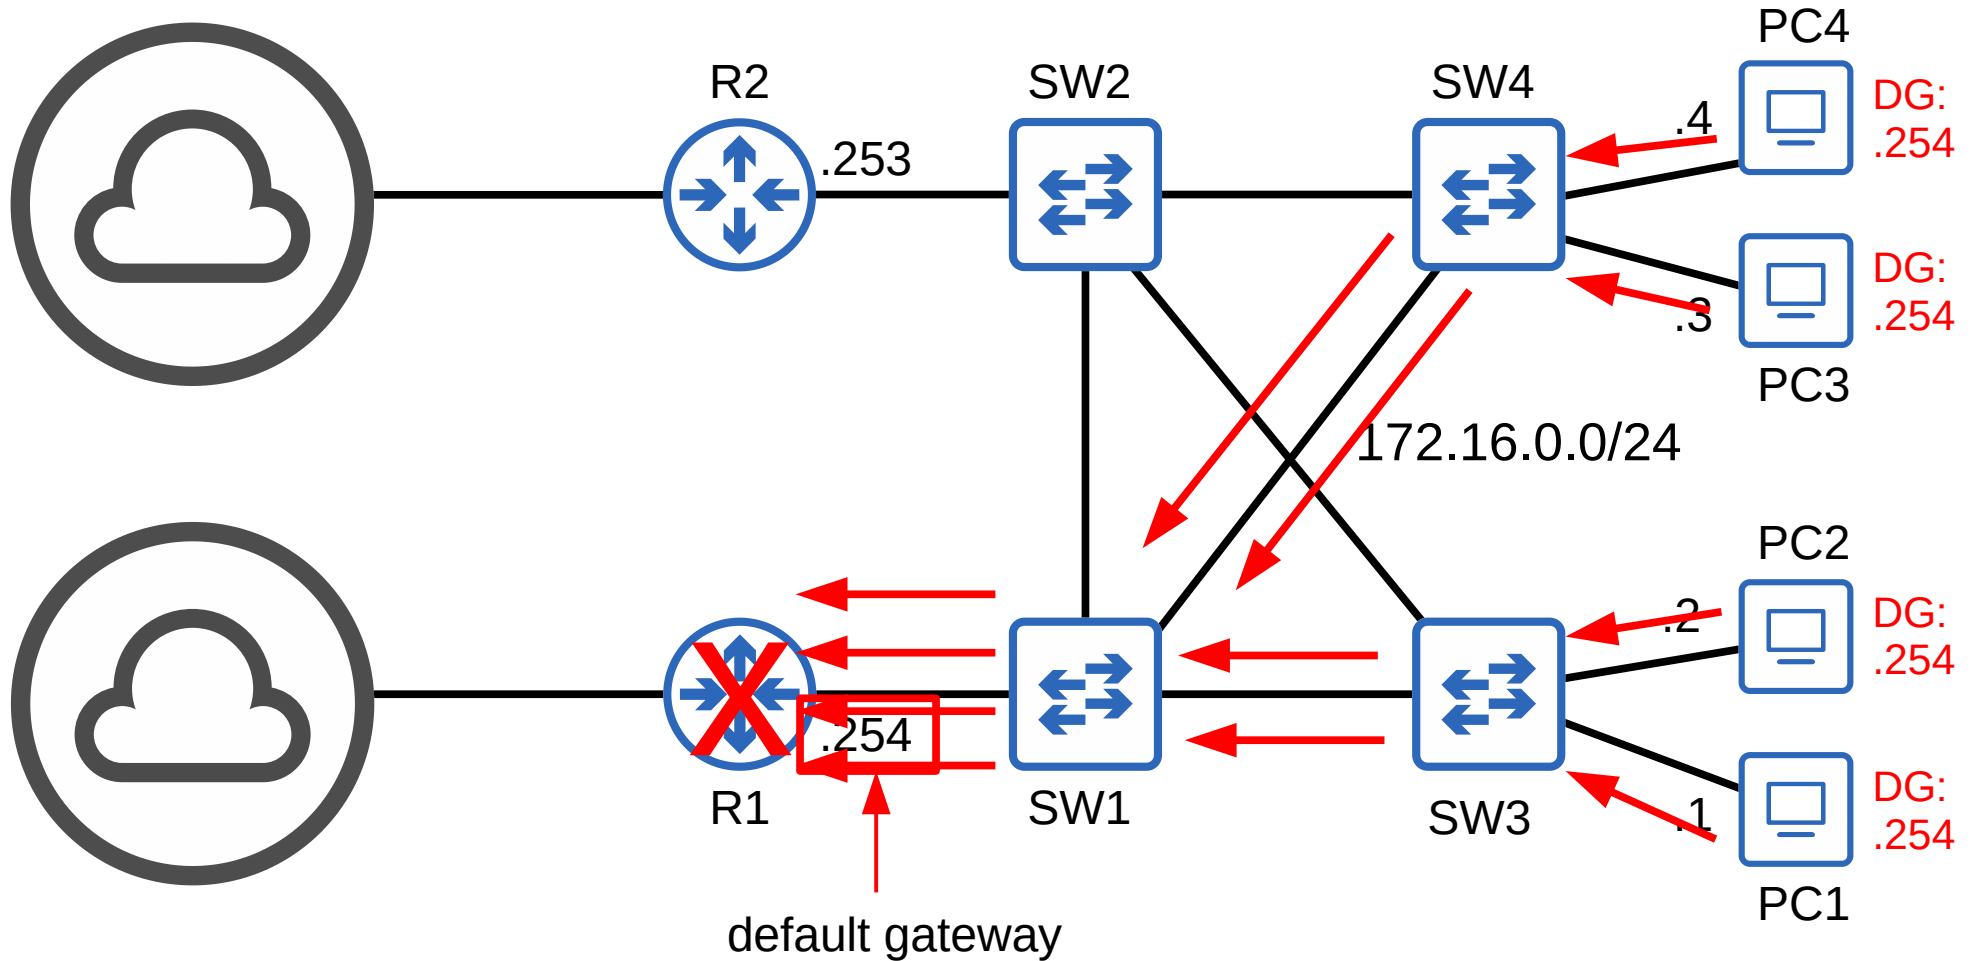 PC4
R2
SW2
SW4
DG:
.254
.4
.253
DG:
.254
.3
PC3
172.16.0.0/24
PC2
DG:
.254
.2
X
.254
R1
SW1
SW3
DG:
.254
.1
PC1
default gateway